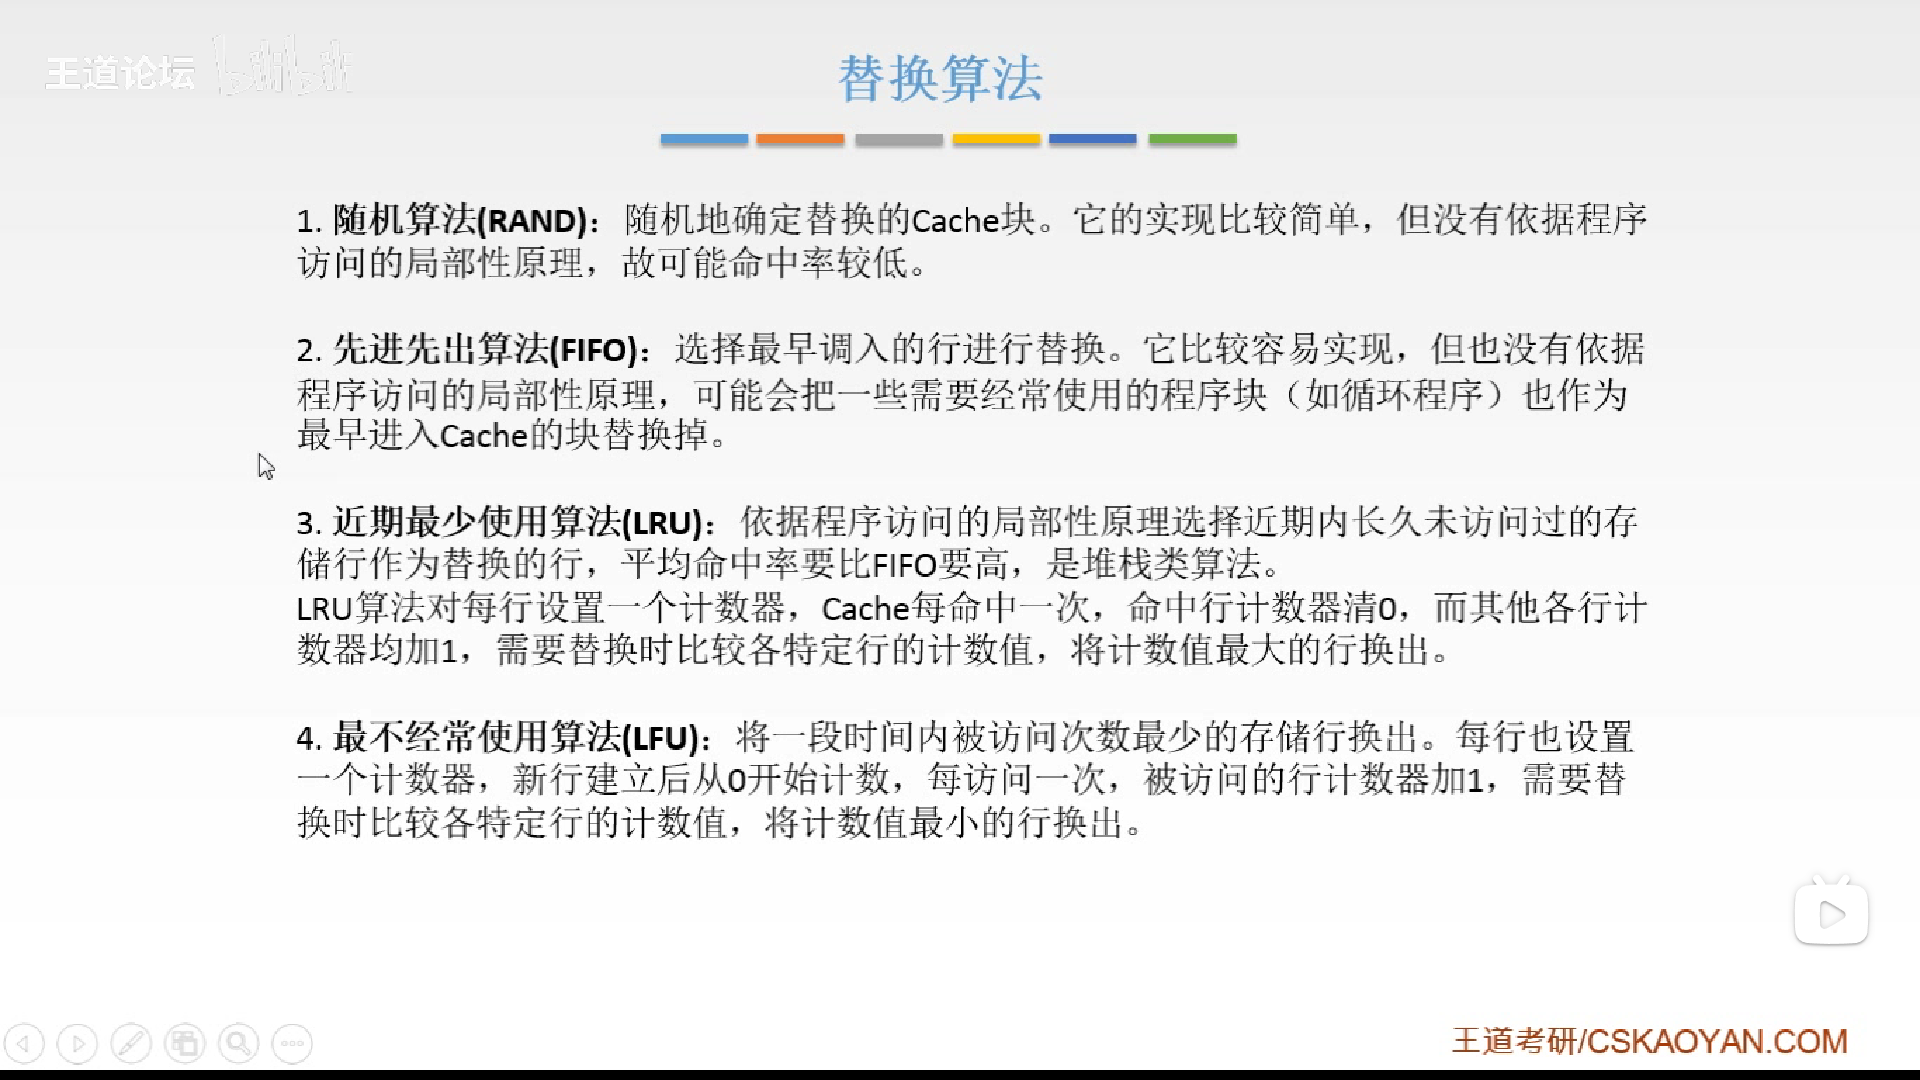 王道论坛 bilibili
替换算法
1. 随机算法(RAND)：随机地确定替换的Cache块。它的实现比较简单，但没有依据程序
访问的局部性原理，故可能命中率较低。
2. 先进先出算法(FIFO)：选择最早调入的行进行替换。它比较容易实现，但也没有依据
程序访问的局部性原理，可能会把一些需要经常使用的程序块（如循环程序）也作为
最早进入Cache的块替换掉。
3. 近期最少使用算法(LRU)：依据程序访问的局部性原理选择近期内长久未访问过的存
储行作为替换的行，平均命中率要比FIFO要高，是堆栈类算法。
LRU算法对每行设置一个计数器，Cache每命中一次，命中行计数器清0，而其他各行计
数器均加1，需要替换时比较各特定行的计数值，将计数值最大的行换出。
4. 最不经常使用算法(LFU)：将一段时间内被访问次数最少的存储行换出。每行也设置
一个计数器，新行建立后从0开始计数，每访问一次，被访问的行计数器加1，需要替
换时比较各特定行的计数值，将计数值最小的行换出。
王道考研/CSKAOYAN.COM